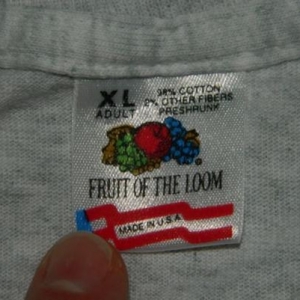 XL
ADULT
98% COTTON
2% OTHER FIBERS
PRESHRUNK
FRUIT OF THE LOOM
MADE IN U.S.A.